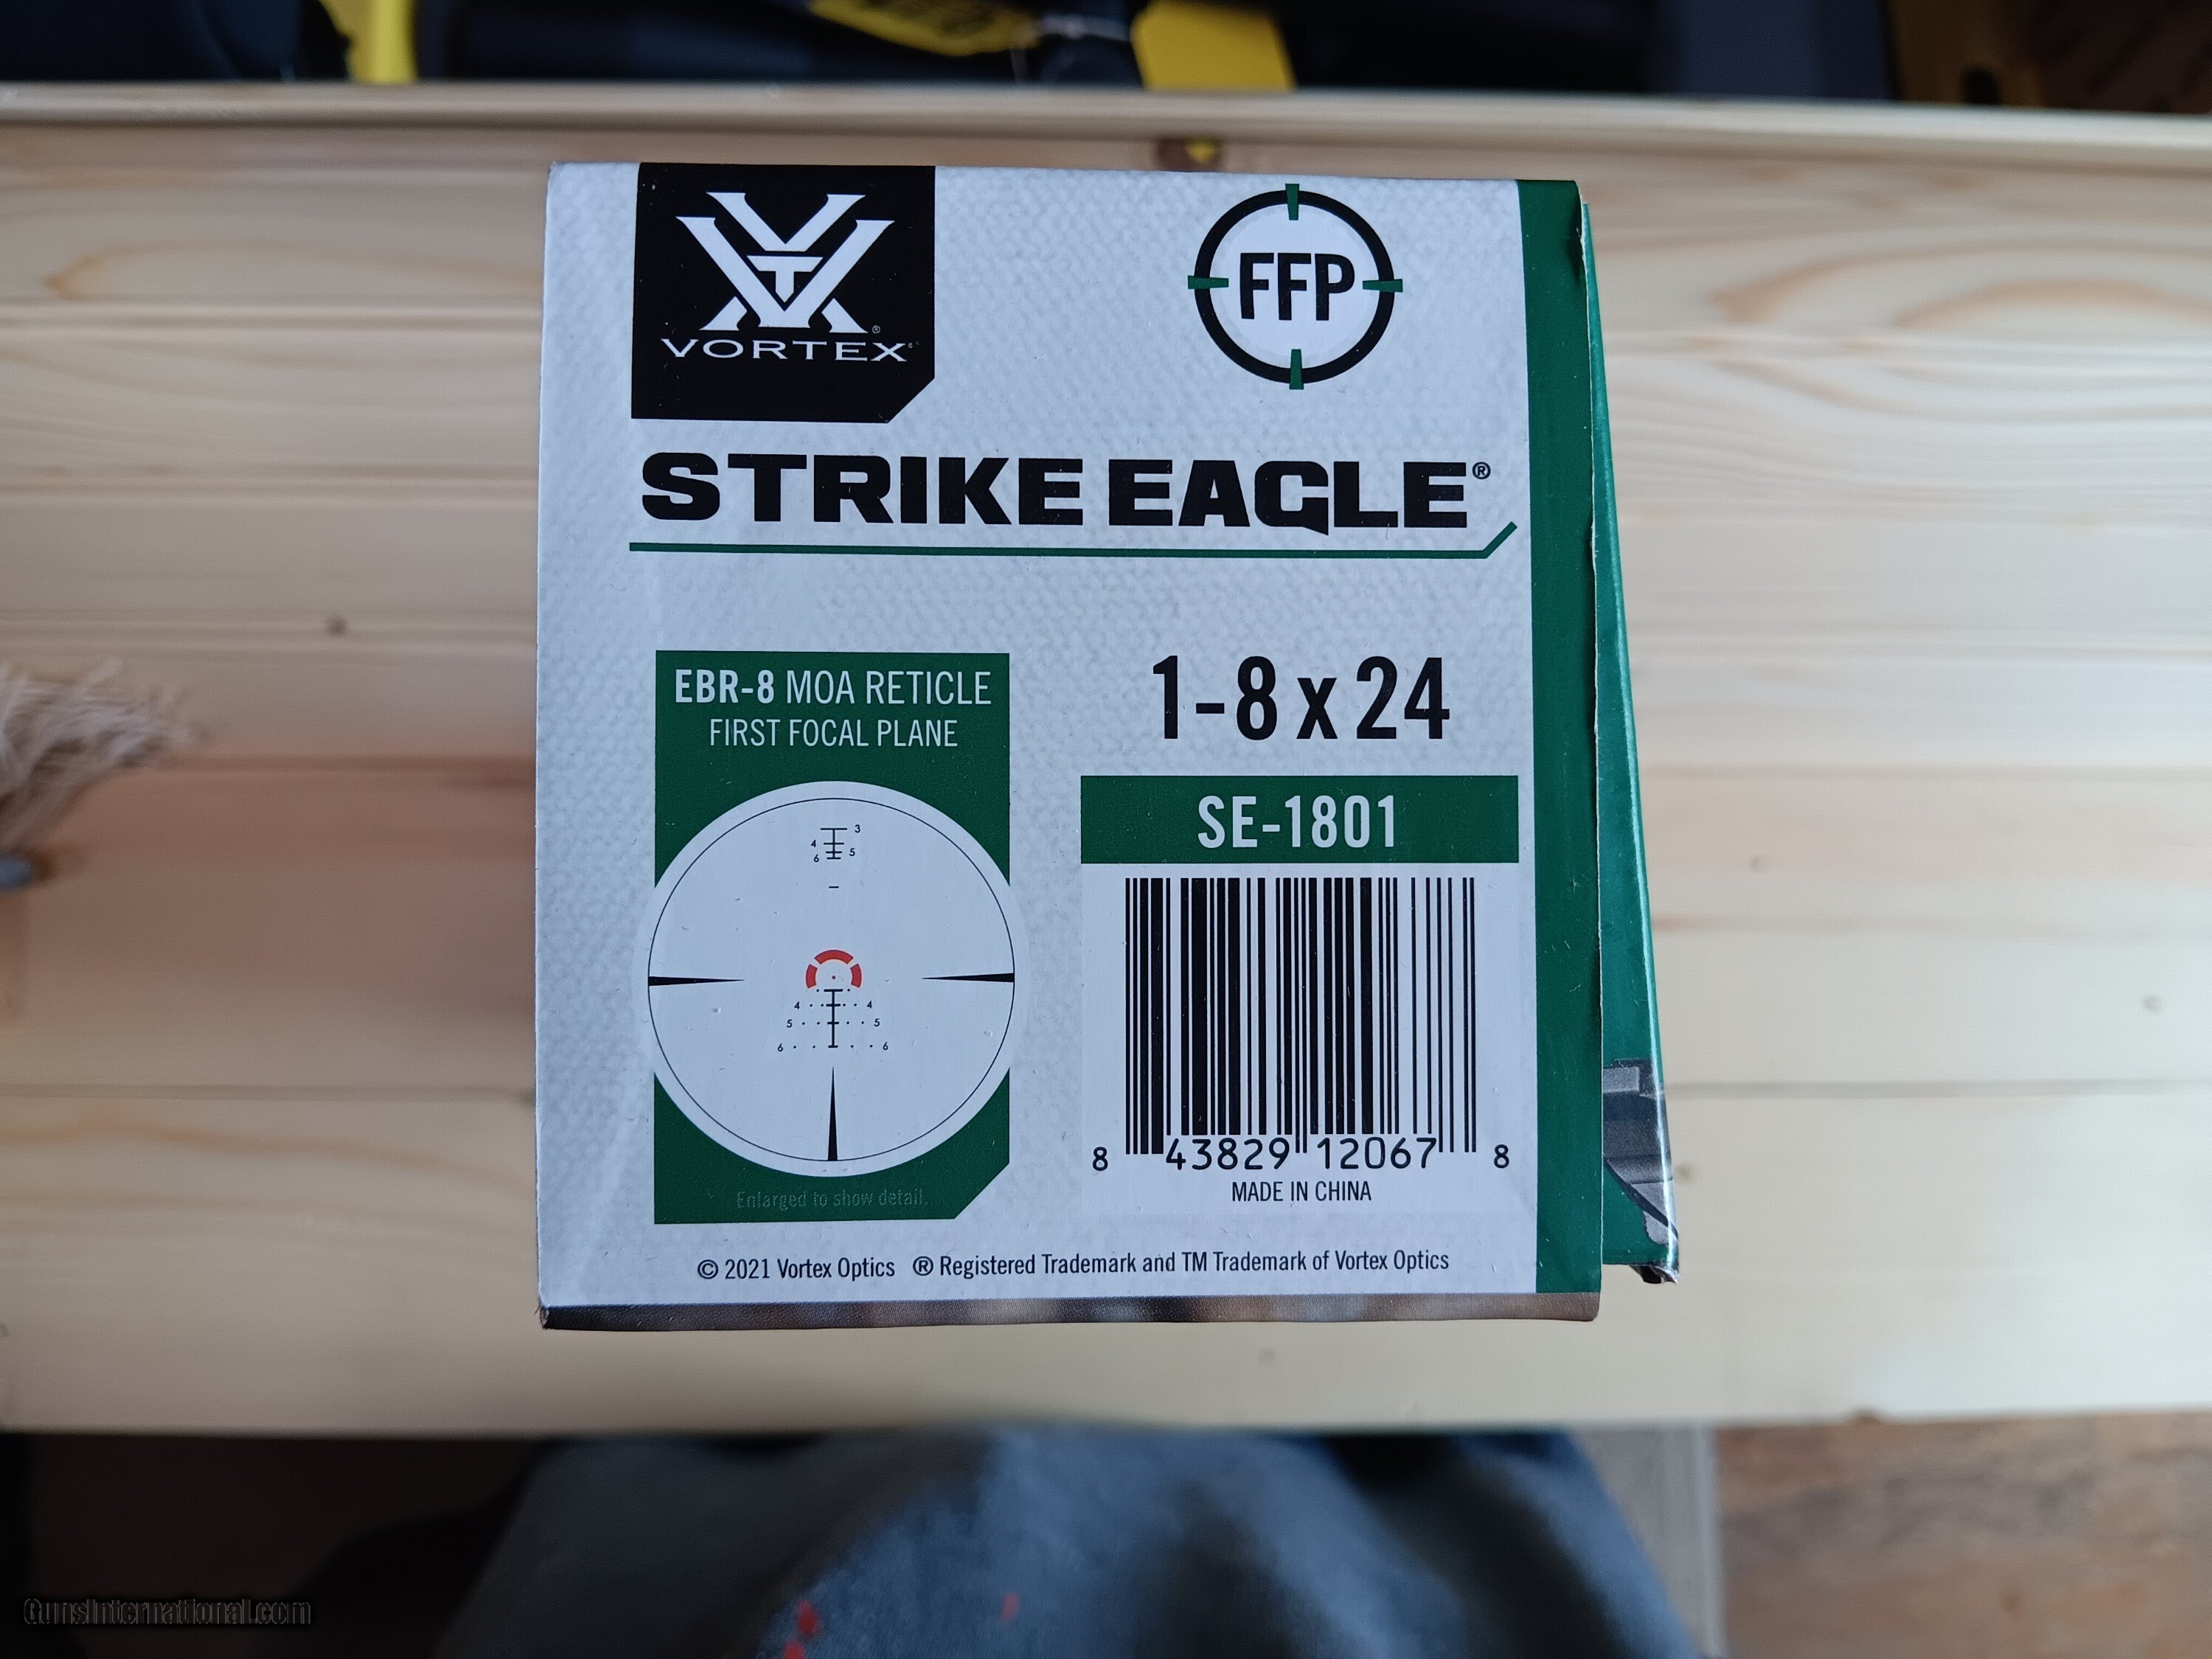 VORTEX®
FFP
STRIKE EAGLE®
EBR-8 MOA RETICLE
FIRST FOCAL PLANE
3
4
5
6
4 4
5 5
6 6
Enlarged to show detail.
1-8 x 24
SE-1801
8 43829 12067 8
MADE IN CHINA
© 2021 Vortex Optics ® Registered Trademark and TM Trademark of Vortex Optics
GunsInternational.com